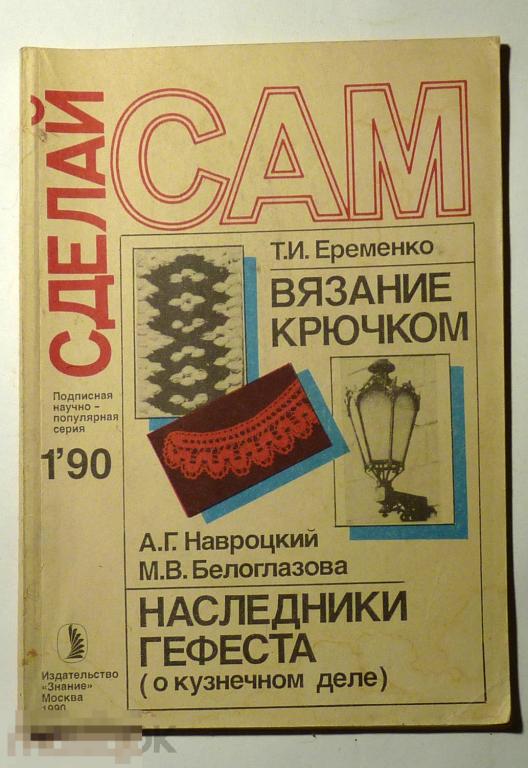 СДЕЛАЙ
САМ
Т.И. Еременко
ВЯЗАНИЕ
КРЮЧКОМ
Подписная
научно -
популярная
серия
1'90
А.Г. Навроцкий
М.В. Белоглазова
НАСЛЕДНИКИ
ГЕФЕСТА
(о кузнечном деле)
Издательство
«Знание»
Москва
1990